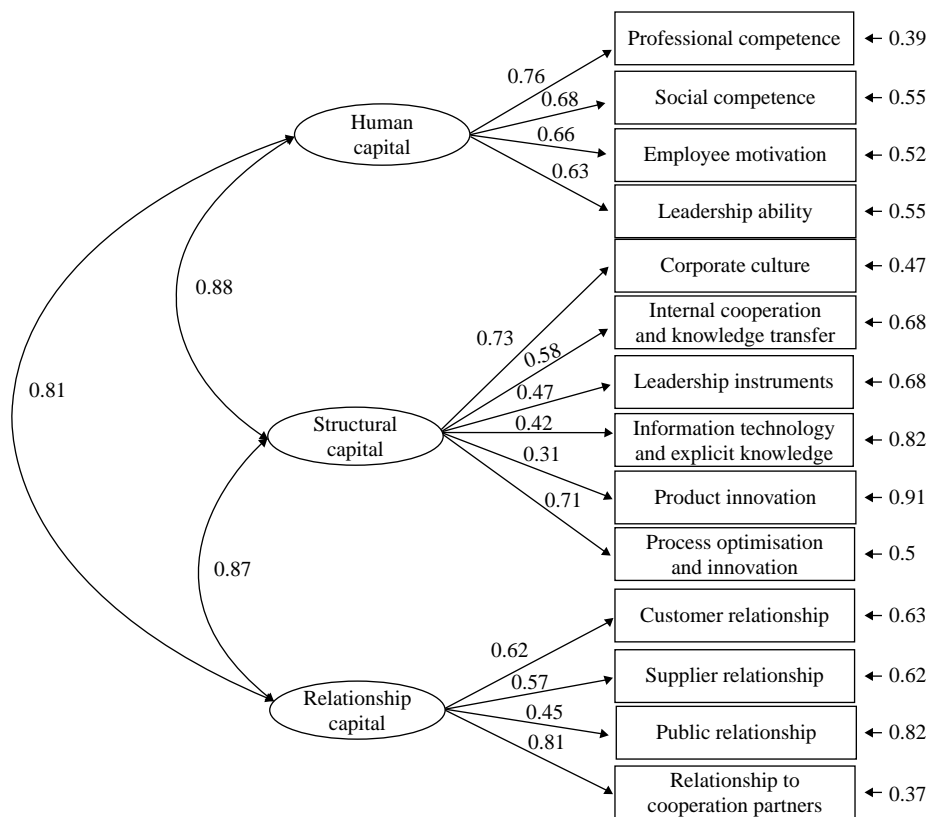 Professional competence
0.39
0.76
Social competence
0.55
0.68
Human
capital
Employee motivation
0.52
0.66
0.63
Leadership ability
0.55
Corporate culture
0.47
0.88
Internal cooperation
and knowledge transfer
0.68
0.73
0.58
Leadership instruments
0.68
0.81
0.47
Structural
capital
0.42
Information technology
and explicit knowledge
0.82
0.31
Product innovation
0.91
0.71
Process optimisation
and innovation
0.5
0.87
Customer relationship
0.63
0.62
Supplier relationship
0.62
0.57
Relationship
capital
0.45
Public relationship
0.82
0.81
Relationship to
cooperation partners
0.37